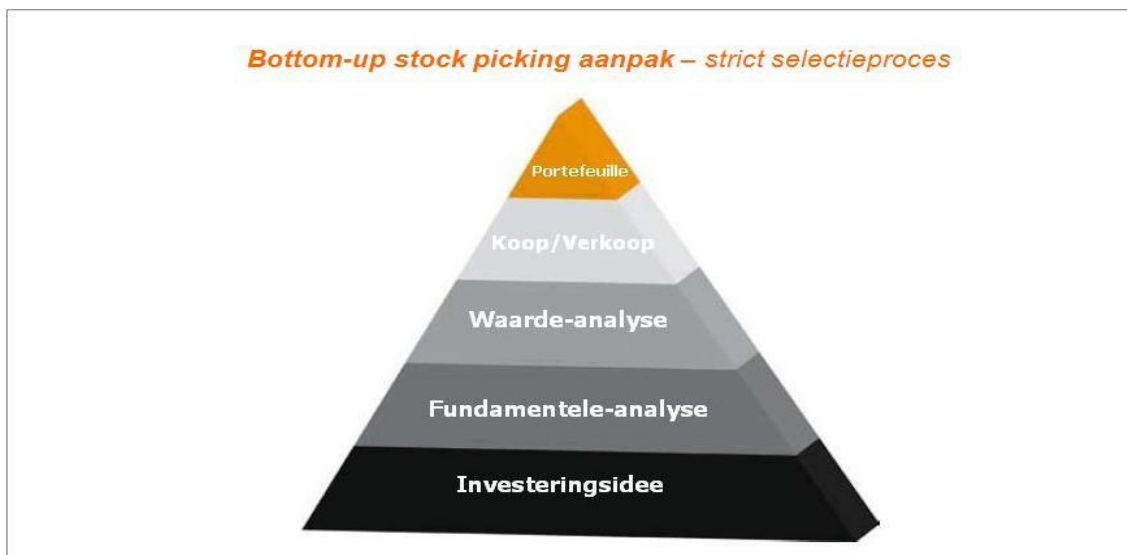 Bottom-up stock picking aanpak – strict selectieproces
Portefeuille
Koop/Verkoop
Waarde-analyse
Fundamentele-analyse
Investeringsidee